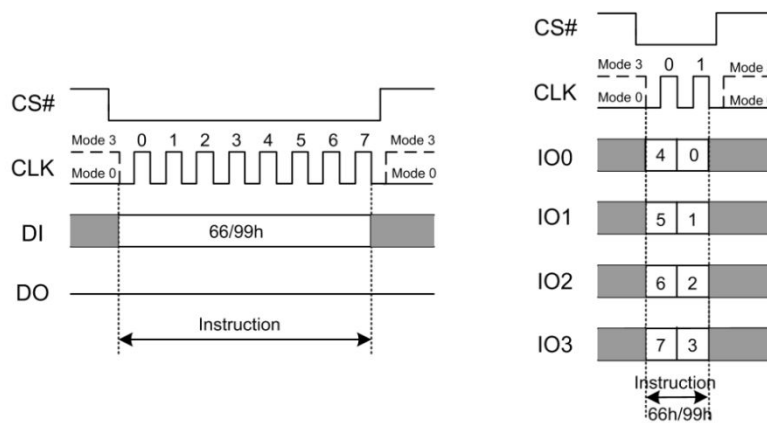 CS#
Mode 3 0 1 2 3 4 5 6 7 Mode 3
CLK
Mode 0 Mode 0
DI 66/99h
DO
Instruction
CS#
Mode 3 0 1 Mode
CLK
Mode 0 Mode
IO0 4 0
IO1 5 1
IO2 6 2
IO3 7 3
Instruction
66h/99h